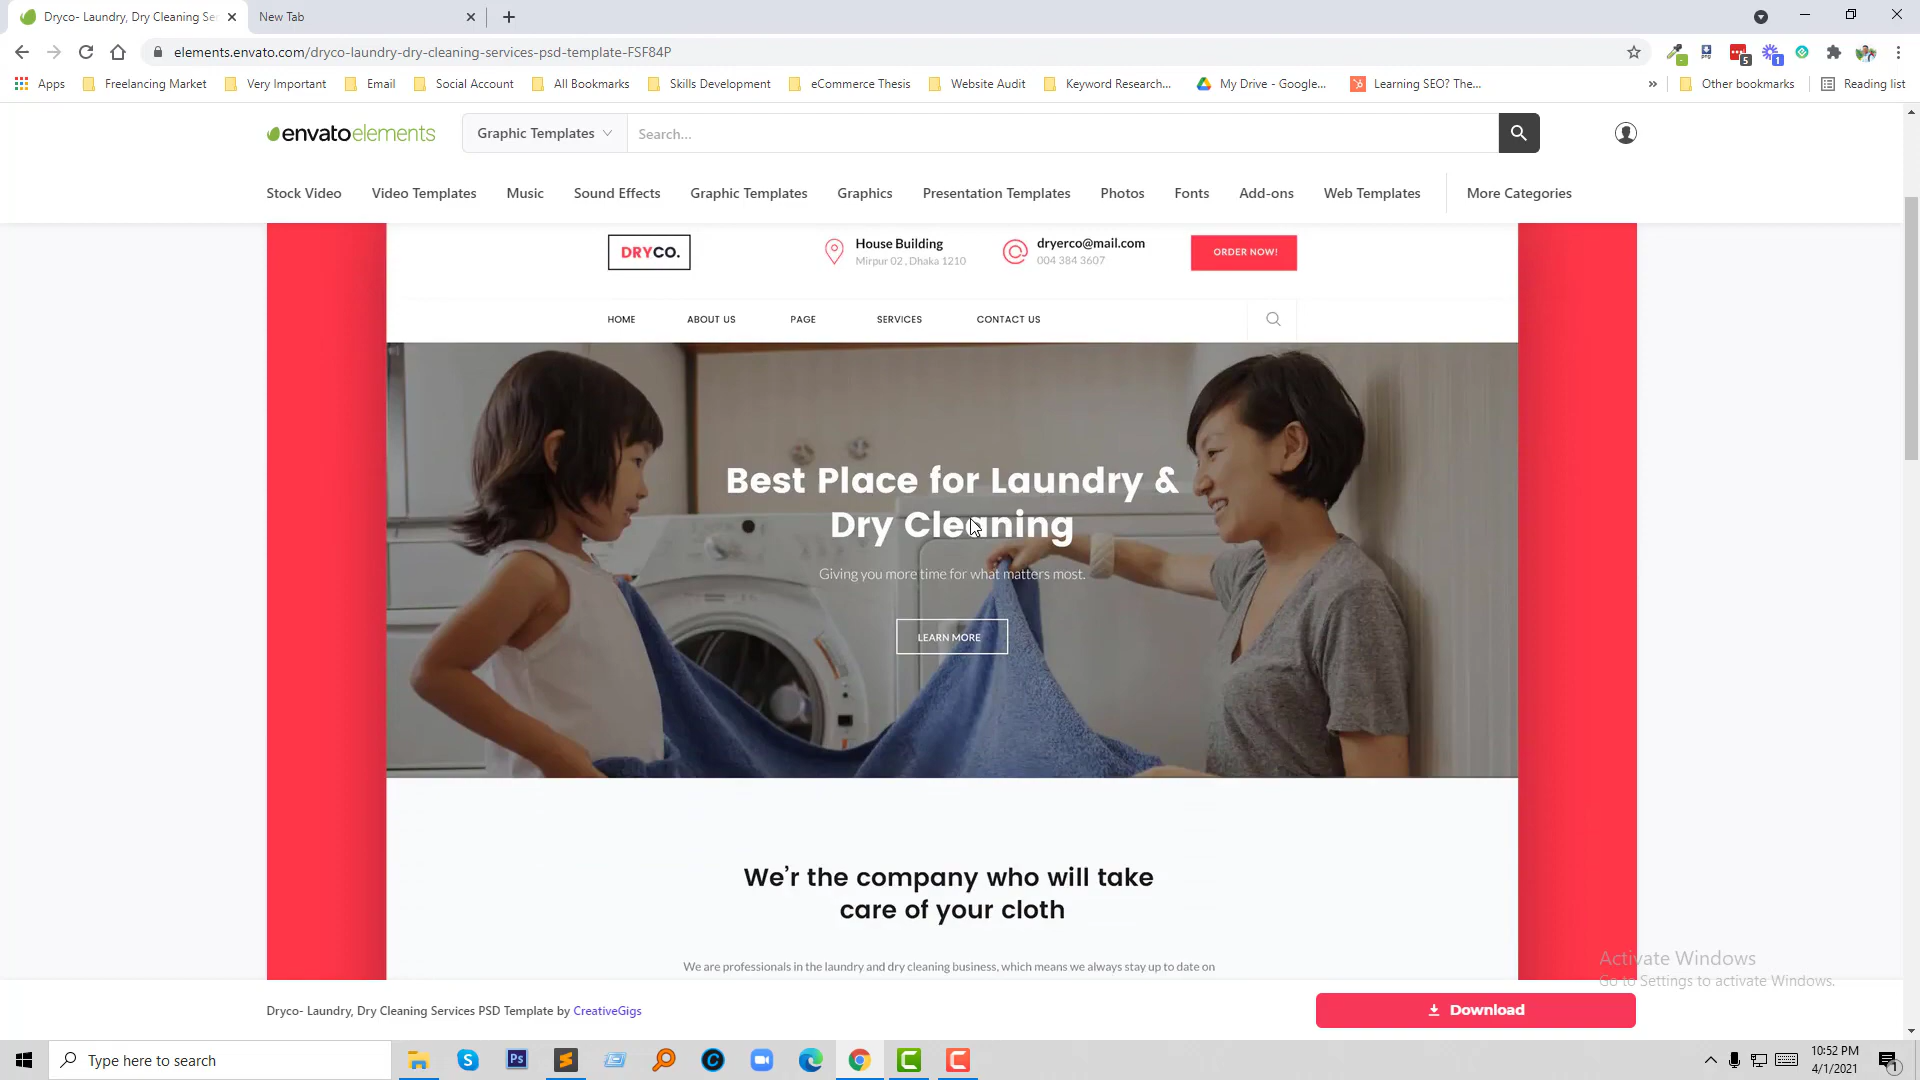 Dryco- Laundry, Dry Cleaning Se
New Tab
elements.envato.com/dryco-laundry-dry-cleaning-services-psd-template-FSF84P
Apps
Freelancing Market
Very Important
Email
Social Account
All Bookmarks
Skills Development
eCommerce Thesis
Website Audit
Keyword Research...
My Drive - Google...
Learning SEO? The...
»
Other bookmarks
Reading list
envatoelements
Graphic Templates
Search...
Stock Video
Video Templates
Music
Sound Effects
Graphic Templates
Graphics
Presentation Templates
Photos
Fonts
Add-ons
Web Templates
More Categories
DRYCO.
House Building
Mirpur 02 , Dhaka 1210
dryerco@mail.com
004 384 3607
ORDER NOW!
HOME
ABOUT US
PAGE
SERVICES
CONTACT US
Best Place for Laundry &
Dry Cleaning
Giving you more time for what matters most.
LEARN MORE
We'r the company who will take
care of your cloth
We are professionals in the laundry and dry cleaning business, which means we always stay up to date on
Activate Windows
Go to Settings to activate Windows.
Dryco- Laundry, Dry Cleaning Services PSD Template by CreativeGigs
Download
Type here to search
Ps
10:52 PM
4/1/2021